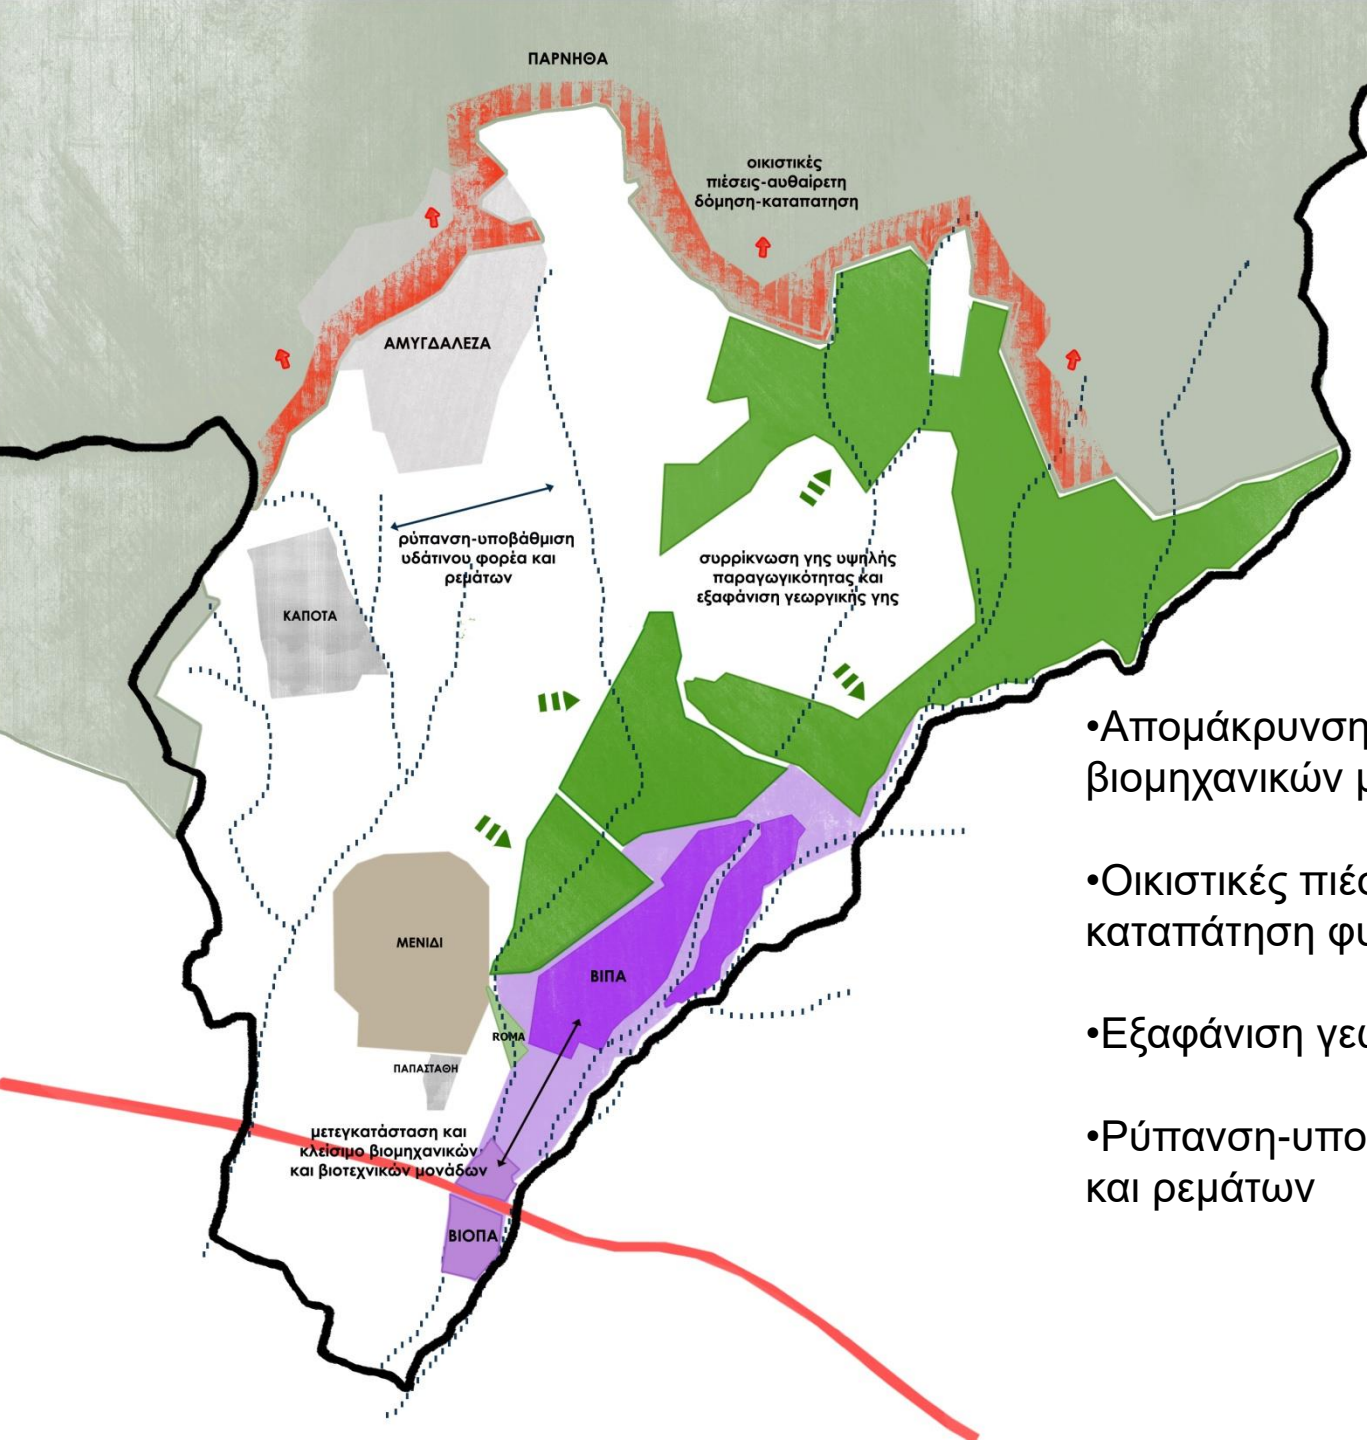 ΠΑΡΝΗΘΑ
οικιστικές
πιέσεις-αυθαίρετη
δόμηση-καταπατηση
ΑΜΥΓΔΑΛΕΖΑ
ρύπανση-υποβάθμιση
υδάτινου φορέα και
ρεμάτων
συρρίκνωση γης υψηλής
παραγωγικότητας και
εξαφάνιση γεωργικής γης
ΚΑΠΟΤΑ
•Απομάκρυνση
βιομηχανικών
•Οικιστικές
καταπάτηση
ΜΕΝΙΔΙ
ΒΙΠΑ
•Εξαφάνιση
ROMA
ΠΑΠΑΣΤΑΘΗ
μετεγκατάσταση και
κλείσιμο βιομηχανικών
και βιοτεχνικών μονάδων
•Ρύπανση-υπο
και ρεμάτων
ΒΙΟΠΑ